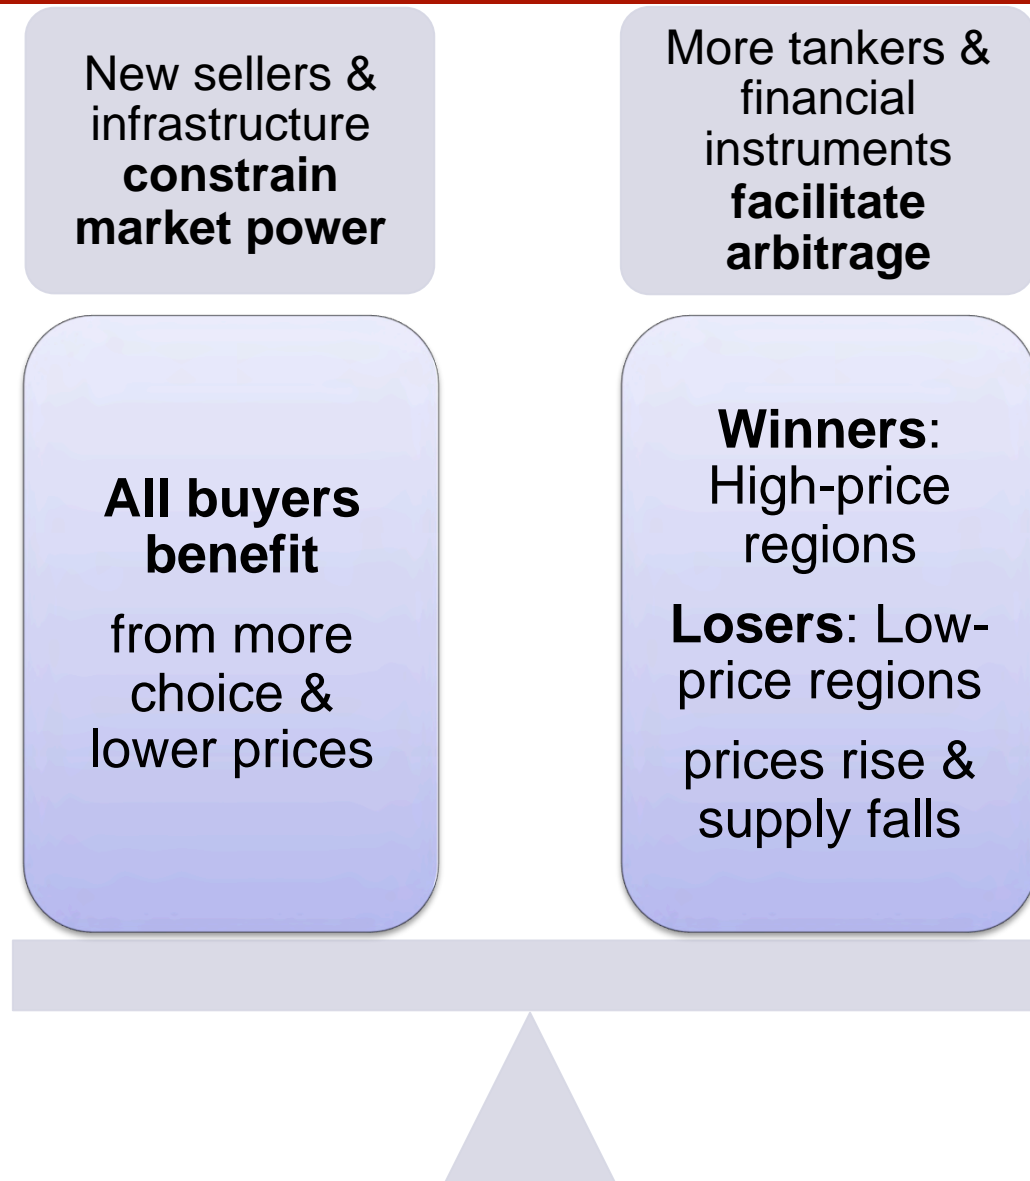 New sellers &
infrastructure
constrain
market power
All buyers
benefit
from more
choice &
lower prices
More tankers &
financial
instruments
facilitate
arbitrage
Winners:
High-price
regions
Losers: Low-
price regions
prices rise &
supply falls